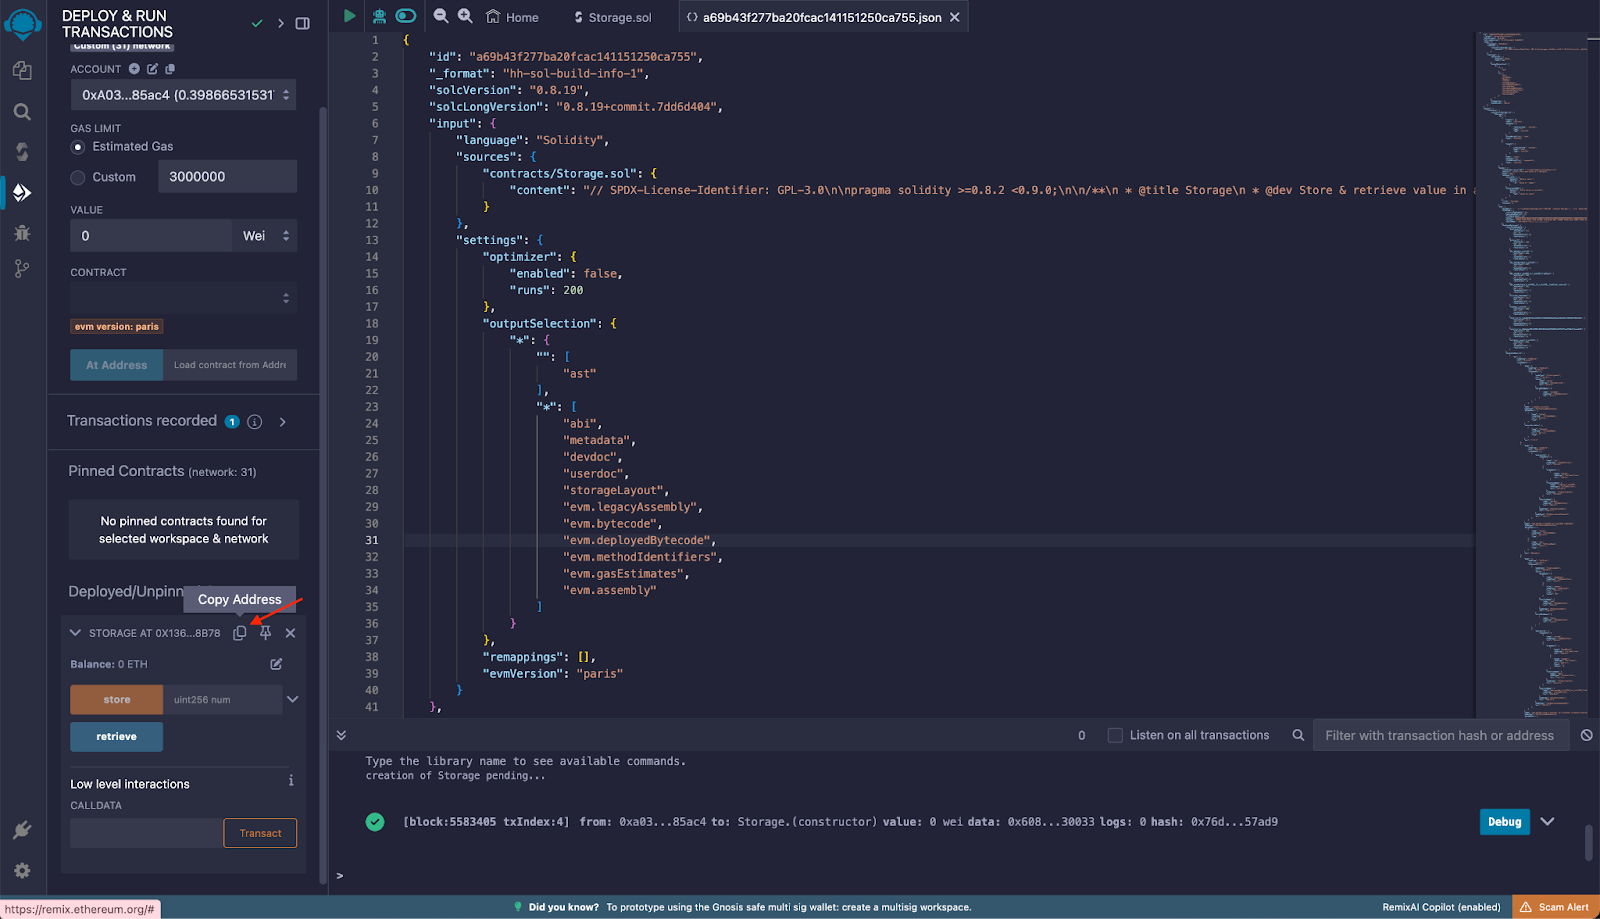 DEPLOY & RUN
TRANSACTIONS
Custom (31) network
ACCOUNT
0xA03...85ac4 (0.39866531531
GAS LIMIT
Estimated Gas
Custom
3000000
VALUE
0
Wei
CONTRACT
evm version: paris
At Address
Load contract from Addre
Transactions recorded 1
Pinned Contracts (network: 31)
No pinned contracts found for
selected workspace & network
Deployed/Unpinn
Copy Address
STORAGE AT 0X136...8B78
Balance: 0 ETH
store
uint256 num
retrieve
Low level interactions
CALLDATA
Transact
https://remix.ethereum.org/#
Home
Storage.sol
a69b43f277ba20fcac141151250ca755.json
1 {
2 "id": "a69b43f277ba20fcac141151250ca755",
3 "_format": "hh-sol-build-info-1",
4 "solcVersion": "0.8.19",
5 "solcLongVersion": "0.8.19+commit.7dd6d404",
6 "input": {
7 "language": "Solidity",
8 "sources": {
9 "contracts/Storage.sol": {
10 "content": "// SPDX-License-Identifier: GPL-3.0\n\npragma solidity >=0.8.2 <0.9.0;\n\n/**\n * @title Storage\n * @dev Store & retrieve value in a
11 }
12 },
13 "settings": {
14 "optimizer": {
15 "enabled": false,
16 "runs": 200
17 },
18 "outputSelection": {
19 "*": {
20 "": [
21 "ast"
22 ],
23 "*": [
24 "abi",
25 "metadata",
26 "devdoc",
27 "userdoc",
28 "storageLayout",
29 "evm.legacyAssembly",
30 "evm.bytecode",
31 "evm.deployedBytecode",
32 "evm.methodIdentifiers",
33 "evm.gasEstimates",
34 "evm.assembly"
35 ]
36 }
37 },
38 "remappings": [],
39 "evmVersion": "paris"
40 }
41 },
0
Listen on all transactions
Filter with transaction hash or address
Type the library name to see available commands.
creation of Storage pending...
[block:5583405 txIndex:4] from: 0xa03...85ac4 to: Storage.(constructor) value: 0 wei data: 0x608...30033 logs: 0 hash: 0x76d...57ad9
Debug
>
Did you know? To prototype using the Gnosis safe multi sig wallet: create a multisig workspace.
RemixAI Copilot (enabled)
Scam Alert